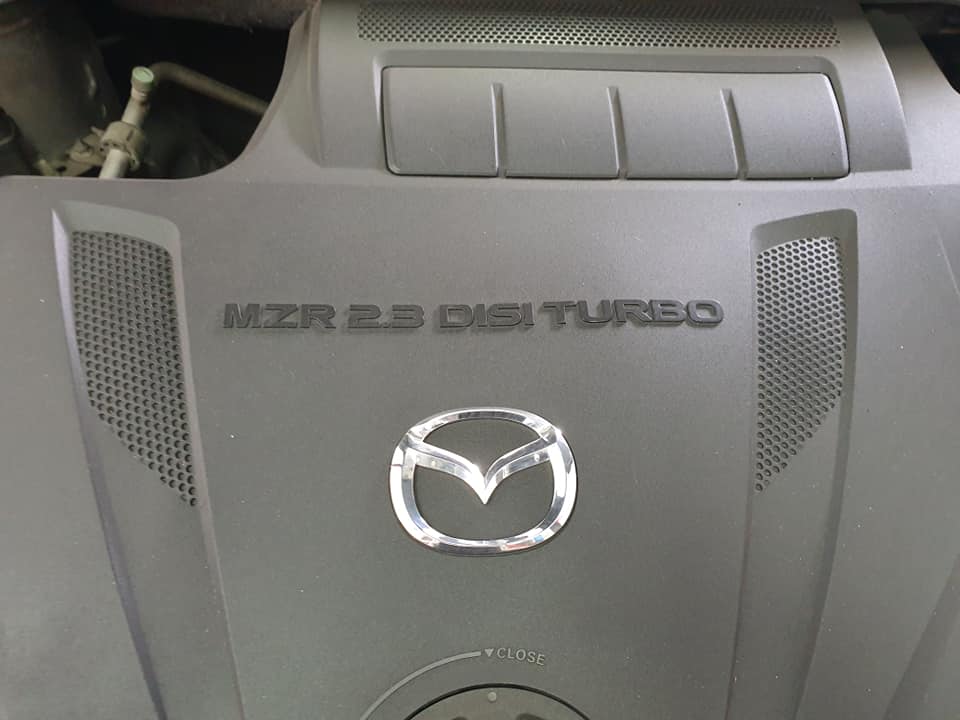 MZR 2.3 DISI TURBO
▼CLOSE